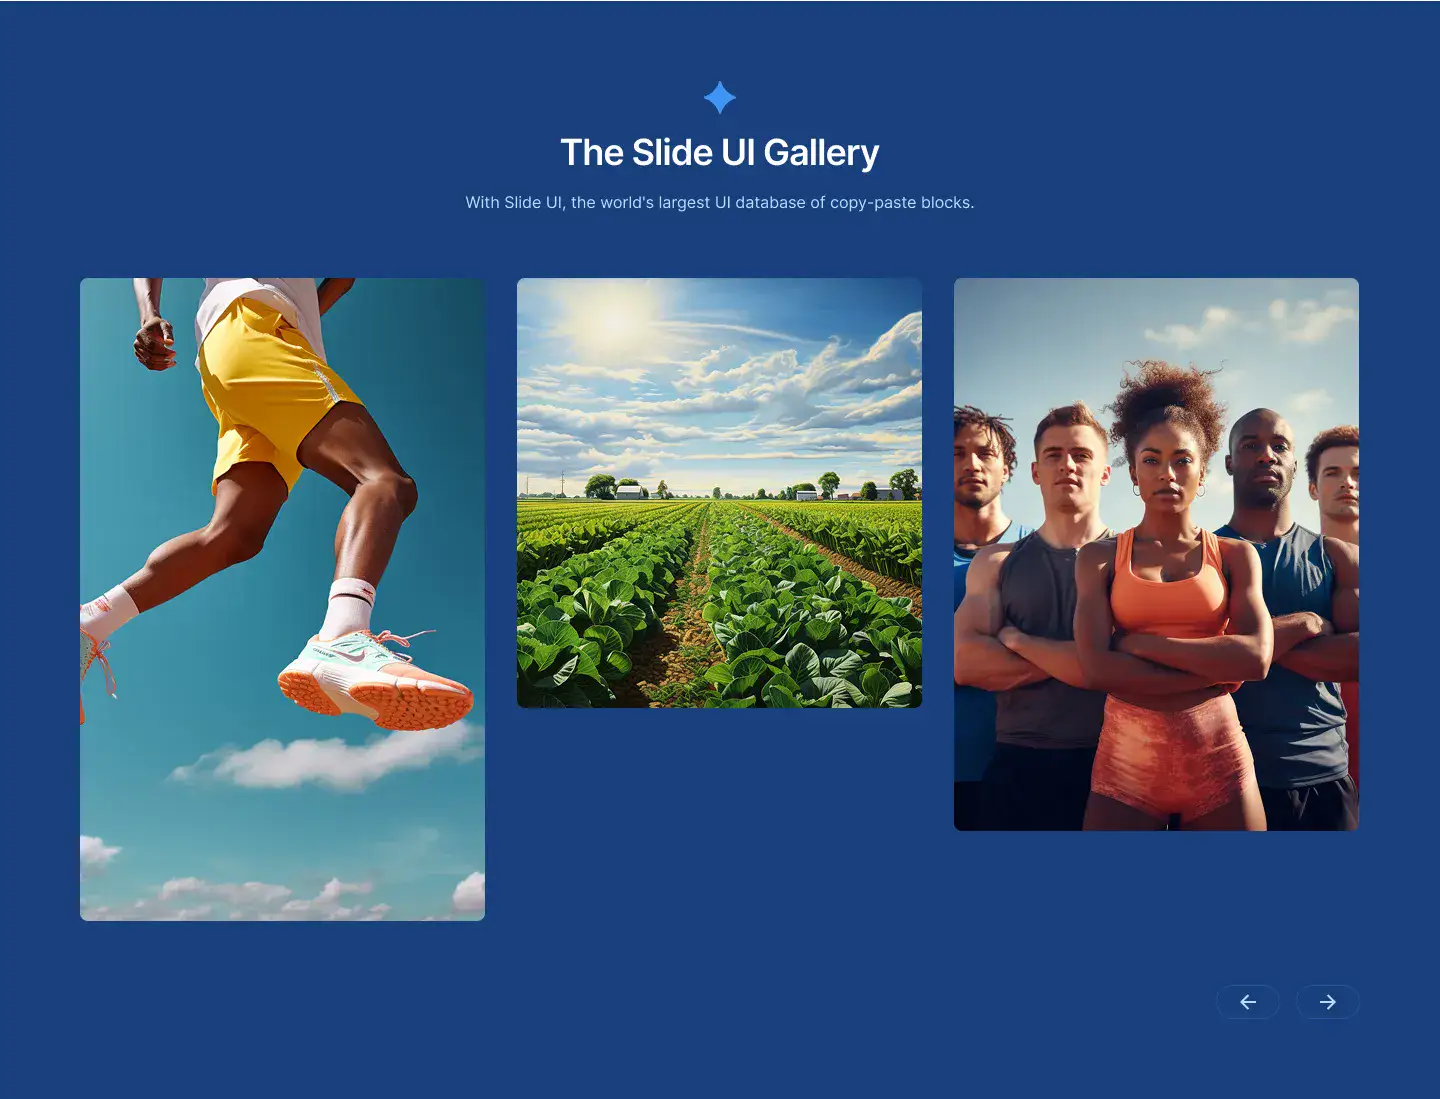 The Slide UI Gallery
With Slide UI, the world's largest UI database of copy-paste blocks.